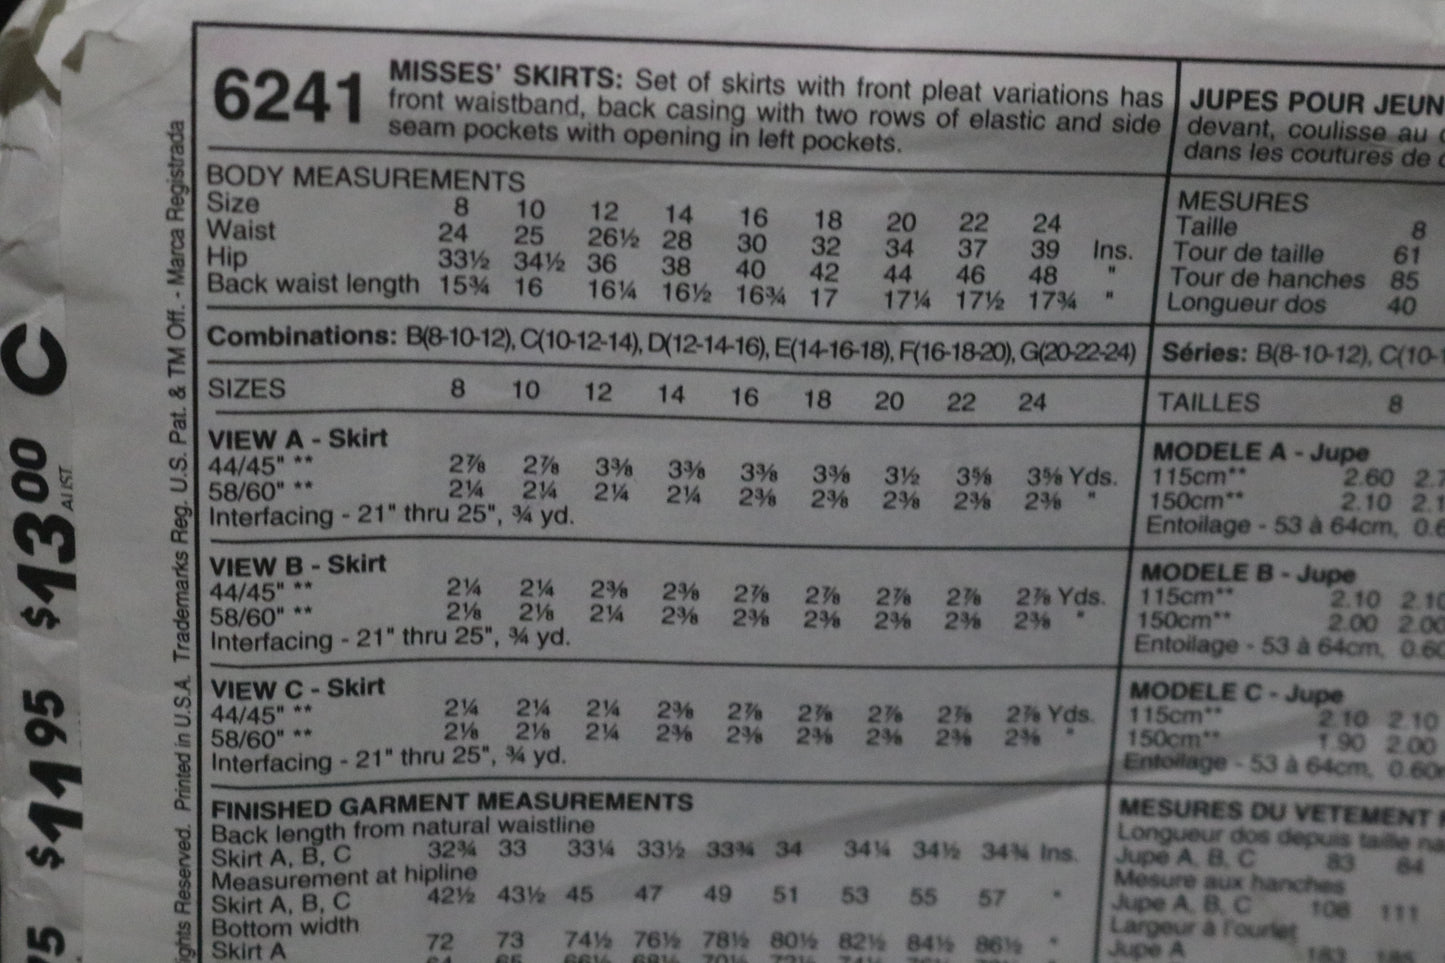 6241
MISSES' SKIRTS: Set of skirts with front pleat variations has
front waistband, back casing with two rows of elastic and side
seam pockets with opening in left pockets.
BODY MEASUREMENTS
Size 8 10 12 14 16 18 20 22 24
Waist 24 25 26½ 28 30 32 34 37 39 Ins.
Hip 33½ 34½ 36 38 40 42 44 46 48 "
Back waist length 15¾ 16 16¼ 16½ 16¾ 17 17¼ 17½ 17¾ "
Combinations: B(8-10-12), C(10-12-14), D(12-14-16), E(14-16-18), F(16-18-20), G(20-22-24)
SIZES 8 10 12 14 16 18 20 22 24
VIEW A - Skirt
44/45" ** 2⅞ 2⅞ 3⅜ 3⅜ 3⅜ 3⅜ 3½ 3⅝ 3⅝ Yds.
58/60" ** 2¼ 2¼ 2¼ 2¼ 2⅜ 2⅜ 2⅜ 2⅜ 2⅜ "
Interfacing - 21" thru 25", ¾ yd.
VIEW B - Skirt
44/45" ** 2¼ 2¼ 2⅜ 2⅜ 2⅞ 2⅞ 2⅞ 2⅞ 2⅞ Yds.
58/60" ** 2⅛ 2⅛ 2¼ 2⅜ 2⅜ 2⅜ 2⅜ 2⅜ 2⅜ "
Interfacing - 21" thru 25", ¾ yd.
VIEW C - Skirt
44/45" ** 2¼ 2¼ 2¼ 2⅜ 2⅞ 2⅞ 2⅞ 2⅞ 2⅞ Yds.
58/60" ** 2⅛ 2⅛ 2¼ 2⅜ 2⅜ 2⅜ 2⅜ 2⅜ 2⅜ "
Interfacing - 21" thru 25", ¾ yd.
FINISHED GARMENT MEASUREMENTS
Back length from natural waistline
Skirt A, B, C 32¾ 33 33¼ 33½ 33¾ 34 34¼ 34½ 34¾ Ins.
Measurement at hipline
Skirt A, B, C 42½ 43½ 45 47 49 51 53 55 57 "
Bottom width
Skirt A 72 73 74½ 76½ 78½ 80½ 82½ 84½ 86½ "
JUPES POUR JEUN
devant, coulisse au
dans les coutures de
MESURES
Taille 8
Tour de taille 61
Tour de hanches 85
Longueur dos 40
Séries: B(8-10-12), C(10-
TAILLES 8
MODELE A - Jupe
115cm** 2.60 2.7
150cm** 2.10 2.1
Entoilage - 53 à 64cm, 0.6
MODELE B - Jupe
115cm** 2.10 2.10
150cm** 2.00 2.00
Entoilage - 53 à 64cm, 0.60
MODELE C - Jupe
115cm** 2.10 2.10
150cm** 1.90 2.00
Entoilage - 53 à 64cm, 0.60
MESURES DU VETEMENT
Longueur dos depuis taille na
Jupe A, B, C 83 84
Mesure aux hanches
Jupe A, B, C 108 111
Largeur à l'ourlet
Jupe A 183 185
ights Reserved. Printed in U.S.A. Trademarks Reg. U.S. Pat. & TM Off. - Marca Registrada
$11 95 $13 00 C
AUST